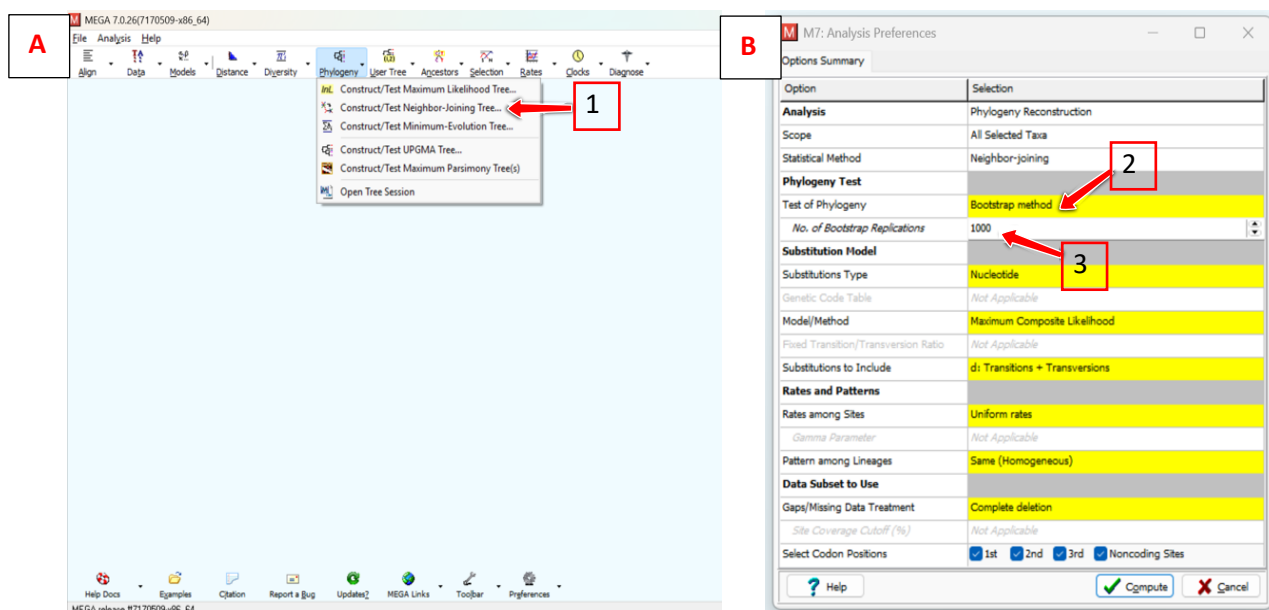 A
MEGA 7.0.26(7170509-x86_64)
File Analysis Help
Align Data Models Distance Diversity Phylogeny User Tree Ancestors Selection Rates Clocks Diagnose
Construct/Test Maximum Likelihood Tree...
Construct/Test Neighbor-Joining Tree...
1
Construct/Test Minimum-Evolution Tree...
Construct/Test UPGMA Tree...
Construct/Test Maximum Parsimony Tree(s)
Open Tree Session
Help Docs Examples Citation Report a Bug Updates? MEGA Links Toolbar Preferences
MEGA release #7170509-x86_64
B
M M7: Analysis Preferences
Options Summary
Option Selection
Analysis Phylogeny Reconstruction
Scope All Selected Taxa
Statistical Method Neighbor-joining
2
Phylogeny Test
Test of Phylogeny Bootstrap method
No. of Bootstrap Replications 1000
3
Substitution Model
Substitutions Type Nucleotide
Genetic Code Table Not Applicable
Model/Method Maximum Composite Likelihood
Fixed Transition/Transversion Ratio Not Applicable
Substitutions to Include d: Transitions + Transversions
Rates and Patterns
Rates among Sites Uniform rates
Gamma Parameter Not Applicable
Pattern among Lineages Same (Homogeneous)
Data Subset to Use
Gaps/Missing Data Treatment Complete deletion
Site Coverage Cutoff (%) Not Applicable
Select Codon Positions 1st 2nd 3rd Noncoding Sites
? Help Compute Cancel